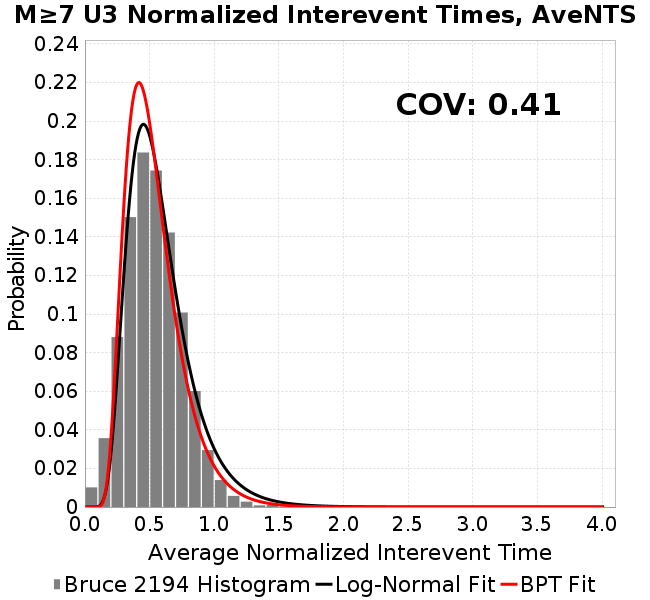 M≥7 U3 Normalized Interevent Times, AveNTS
COV: 0.41
Probability
0.24
0.22
0.2
0.18
0.16
0.14
0.12
0.1
0.08
0.06
0.04
0.02
0
0.0 0.5 1.0 1.5 2.0 2.5 3.0 3.5 4.0
Average Normalized Interevent Time
Bruce 2194 Histogram Log-Normal Fit BPT Fit